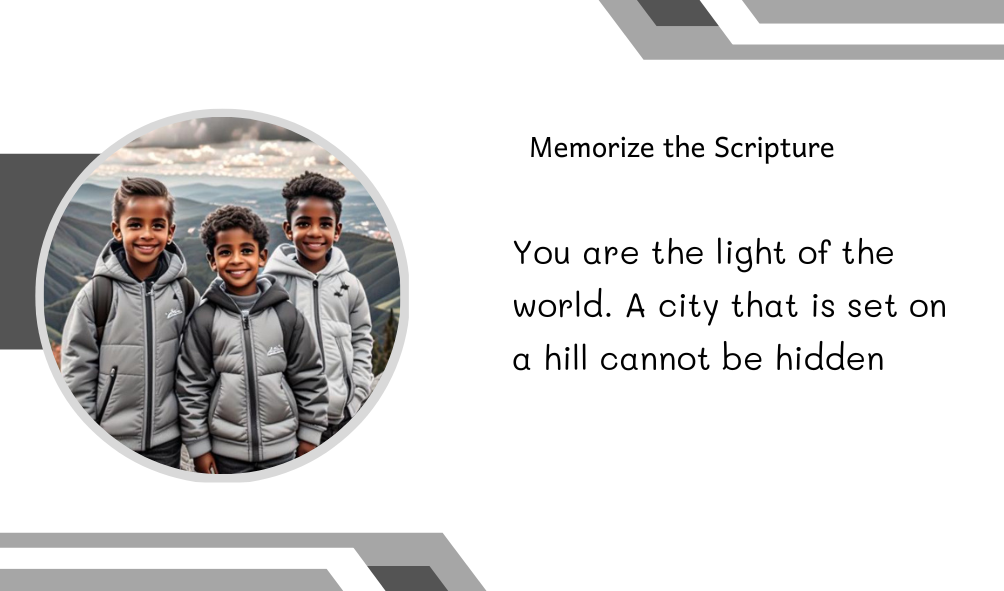 Memorize the Scripture
You are the light of the
world. A city that is set on
a hill cannot be hidden